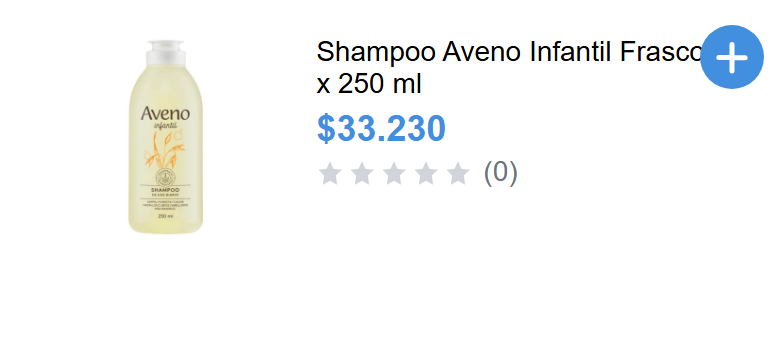 Shampoo Aveno Infantil Frasco
x 250 ml
$33.230
(0)
Aveno
infantil
SHAMPOO
250 ml